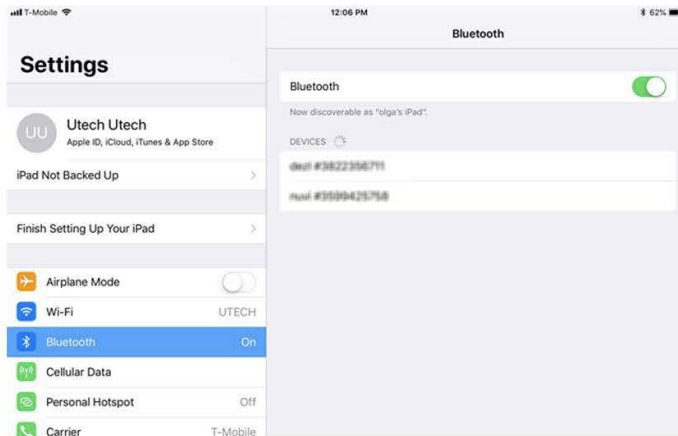 T-Mobile
12:06 PM
62%
Settings
Bluetooth
UU
Utech Utech
Apple ID, iCloud, iTunes & App Store
iPad Not Backed Up
Finish Setting Up Your iPad
Airplane Mode
Wi-Fi UTECH
Bluetooth On
Cellular Data
Personal Hotspot Off
Carrier T-Mobile
Bluetooth
Now discoverable as "olga's iPad".
DEVICES